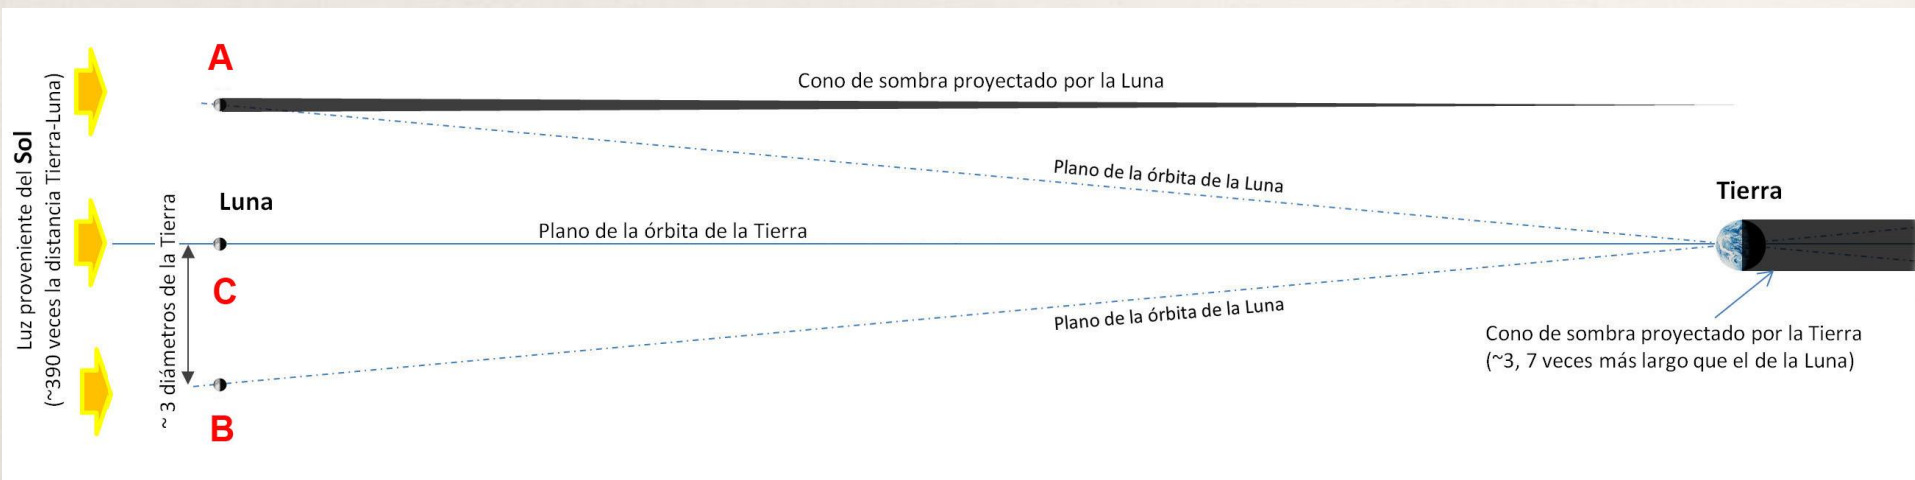 A
Cono de sombra proyectado por la Luna
Luz proveniente del Sol
(~390 veces la distancia Tierra-Luna)
Plano de la órbita de la Luna
Luna
Tierra
Plano de la órbita de la Tierra
~ 3 diámetros de la Tierra
C
Plano de la órbita de la Luna
Cono de sombra proyectado por la Tierra
(~3, 7 veces más largo que el de la Luna)
B